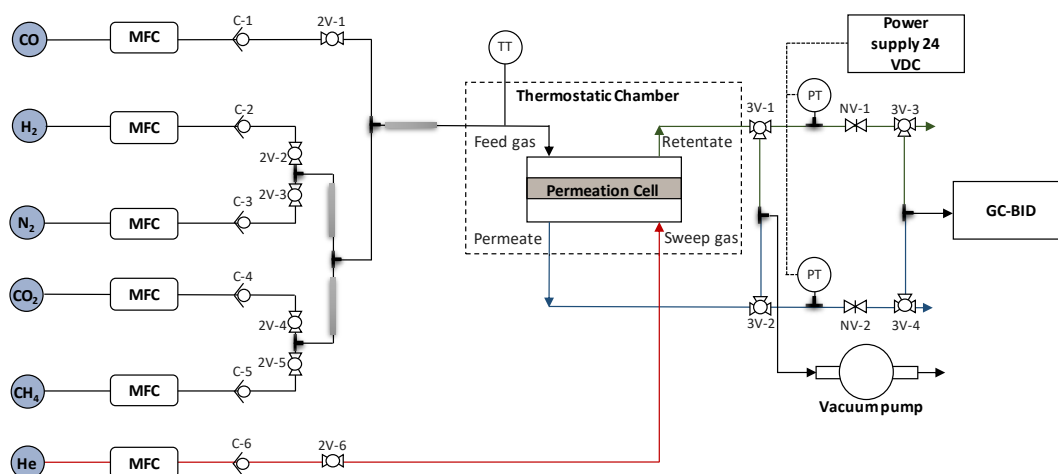 CO
MFC
C-1
2V-1
TT
Power
supply 24
VDC
H2
MFC
C-2
2V-2
Thermostatic Chamber
3V-1
PT
NV-1
3V-3
Feed gas
Retentate
2V-3
Permeation Cell
N2
MFC
C-3
GC-BID
Permeate
Sweep gas
CO2
MFC
C-4
2V-4
PT
3V-2
NV-2
3V-4
2V-5
CH4
MFC
C-5
Vacuum pump
He
MFC
C-6
2V-6